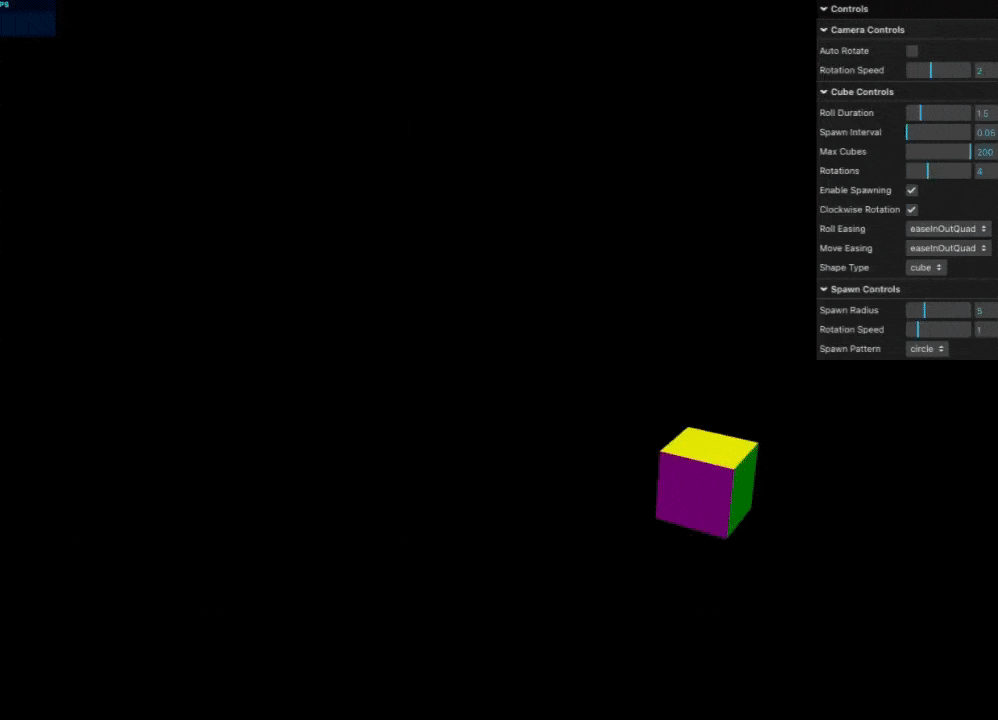 PS
Controls
Camera Controls
Auto Rotate
Rotation Speed 2
Cube Controls
Roll Duration 1.5
Spawn Interval 0.05
Max Cubes 200
Rotations 4
Enable Spawning
Clockwise Rotation
Roll Easing easeInOutQuad
Move Easing easeInOutQuad
Shape Type cube
Spawn Controls
Spawn Radius 5
Rotation Speed 1
Spawn Pattern circle